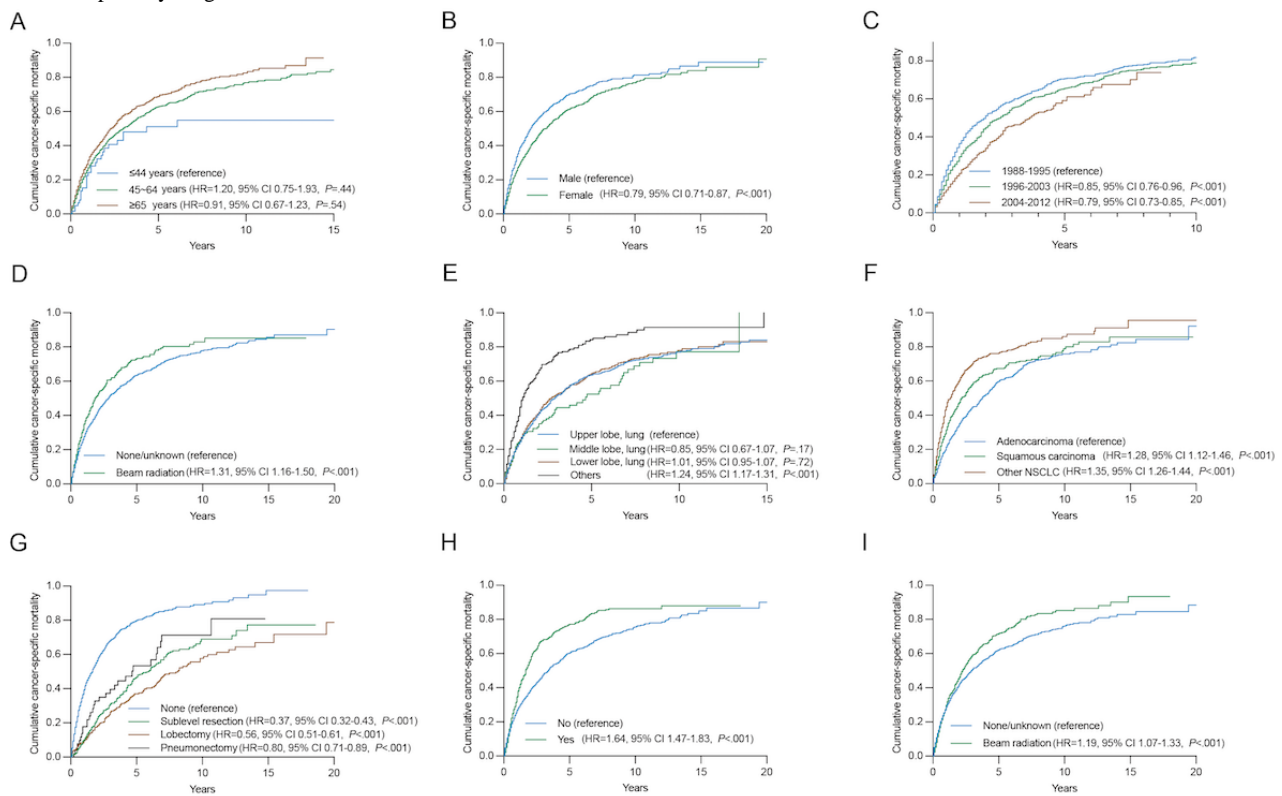 A
Cumulative cancer-specific mortality
1.0
0.8
0.6
0.4
0.2
0.0
≤44 years (reference)
45~64 years (HR=1.20, 95% CI 0.75-1.93, P=.44)
≥65 years (HR=0.91, 95% CI 0.67-1.23, P=.54)
0 5 10 15
Years
B
Cumulative cancer-specific mortality
1.0
0.8
0.6
0.4
0.2
0.0
Male (reference)
Female (HR=0.79, 95% CI 0.71-0.87, P<.001)
0 5 10 15 20
Years
C
Cumulative cancer-specific mortality
0.8
0.6
0.4
0.2
0.0
1988-1995 (reference)
1996-2003 (HR=0.85, 95% CI 0.76-0.96, P<.001)
2004-2012 (HR=0.79, 95% CI 0.73-0.85, P<.001)
0 5 10
Years
D
Cumulative cancer-specific mortality
1.0
0.8
0.6
0.4
0.2
0.0
None/unknown (reference)
Beam radiation (HR=1.31, 95% CI 1.16-1.50, P<.001)
0 5 10 15 20
Years
E
Cumulative cancer-specific mortality
1.0
0.8
0.6
0.4
0.2
0.0
Upper lobe, lung (reference)
Middle lobe, lung (HR=0.85, 95% CI 0.67-1.07, P=.17)
Lower lobe, lung (HR=1.01, 95% CI 0.95-1.07, P=.72)
Others (HR=1.24, 95% CI 1.17-1.31, P<.001)
0 5 10 15
Years
F
Cumulative cancer-specific mortality
1.0
0.8
0.6
0.4
0.2
0.0
Adenocarcinoma (reference)
Squamous carcinoma (HR=1.28, 95% CI 1.12-1.46, P<.001)
Other NSCLC (HR=1.35, 95% CI 1.26-1.44, P<.001)
0 5 10 15 20
Years
G
Cumulative cancer-specific mortality
1.0
0.8
0.6
0.4
0.2
0.0
None (reference)
Sublevel resection (HR=0.37, 95% CI 0.32-0.43, P<.001)
Lobectomy (HR=0.56, 95% CI 0.51-0.61, P<.001)
Pneumonectomy (HR=0.80, 95% CI 0.71-0.89, P<.001)
0 5 10 15 20
Years
H
Cumulative cancer-specific mortality
1.0
0.8
0.6
0.4
0.2
0.0
No (reference)
Yes (HR=1.64, 95% CI 1.47-1.83, P<.001)
0 5 10 15 20
Years
I
Cumulative cancer-specific mortality
1.0
0.8
0.6
0.4
0.2
0.0
None/unknown (reference)
Beam radiation (HR=1.19, 95% CI 1.07-1.33, P<.001)
0 5 10 15 20
Years